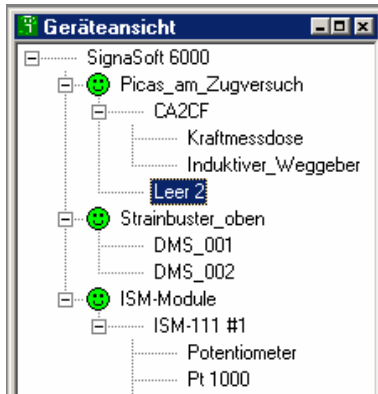 Geräteansicht
SignaSoft 6000
Picas_am_Zugversuch
CA2CF
Kraftmessdose
Induktiver_Weggeber
Leer 2
Strainbuster_oben
DMS_001
DMS_002
ISM-Module
ISM-111 #1
Potentiometer
Pt 1000